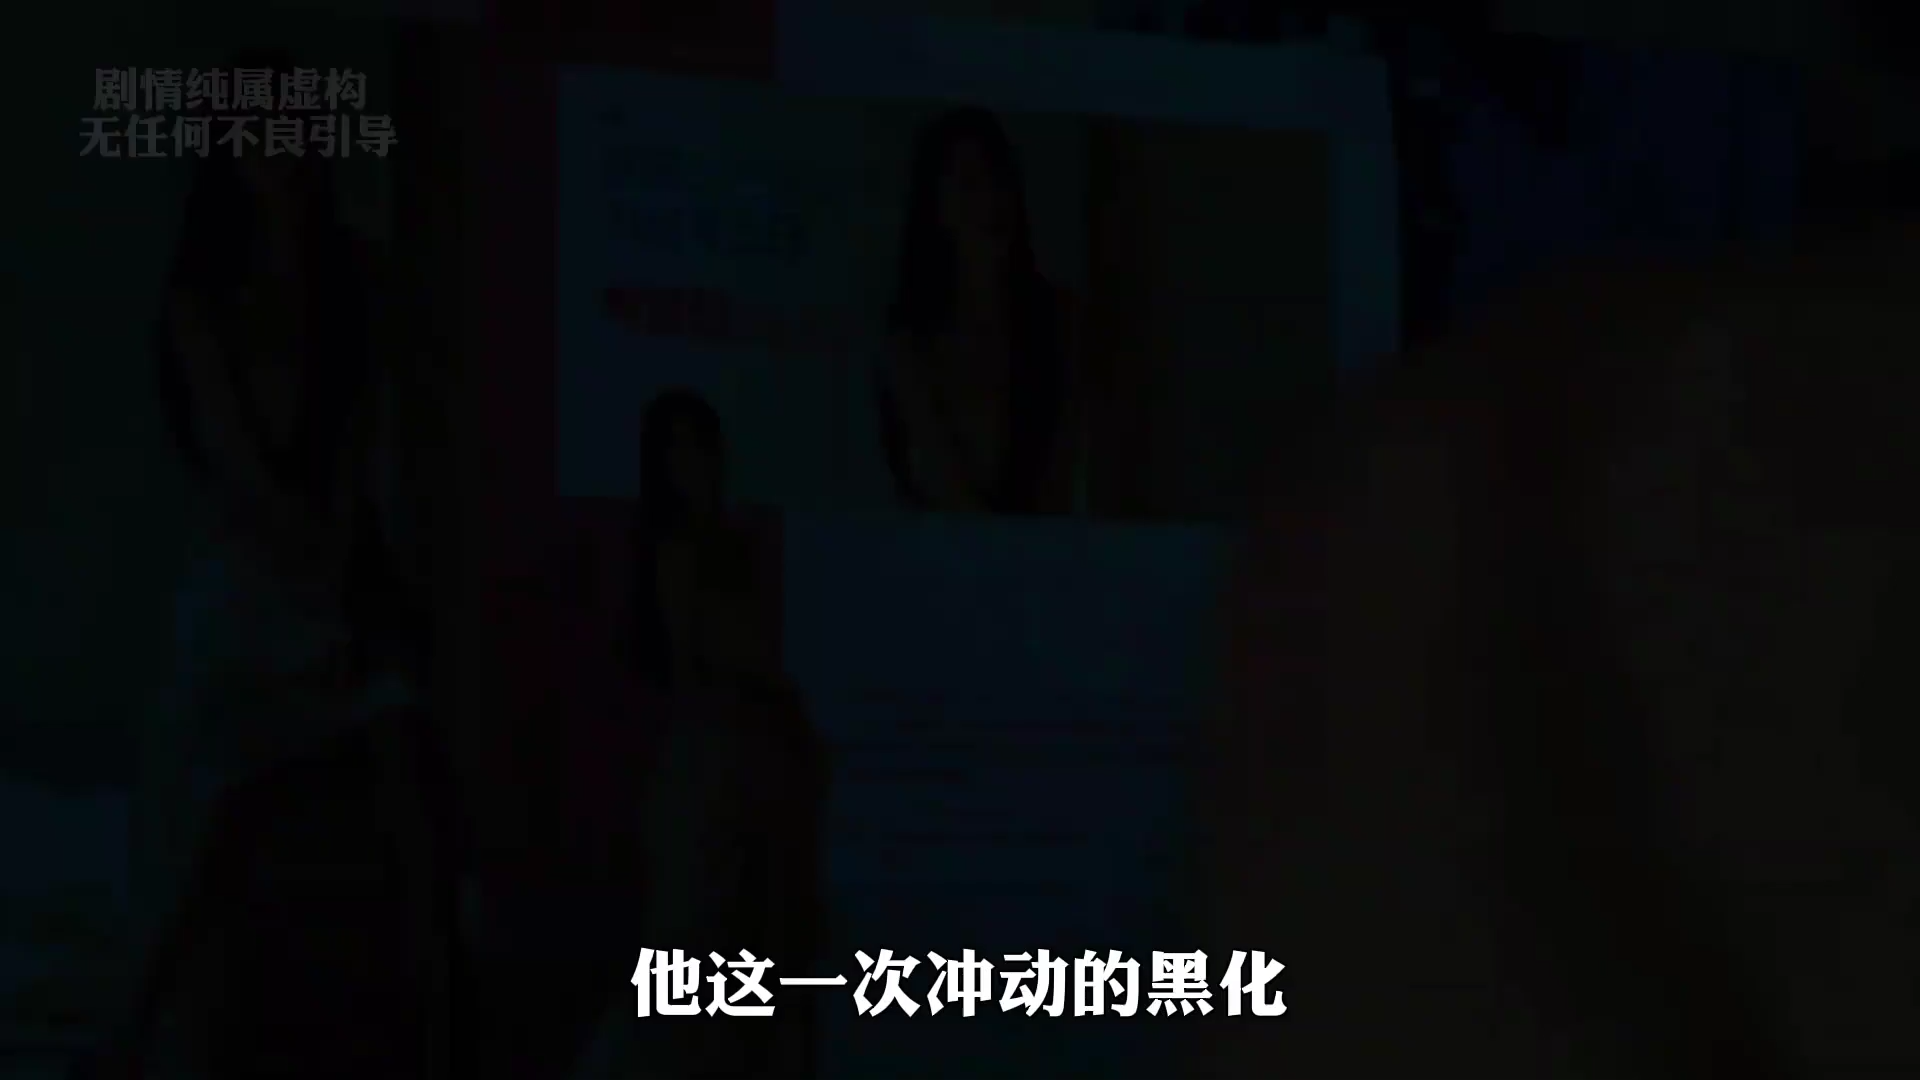 剧情纯属虚构
无任何不良引导
他这一次冲动的黑化